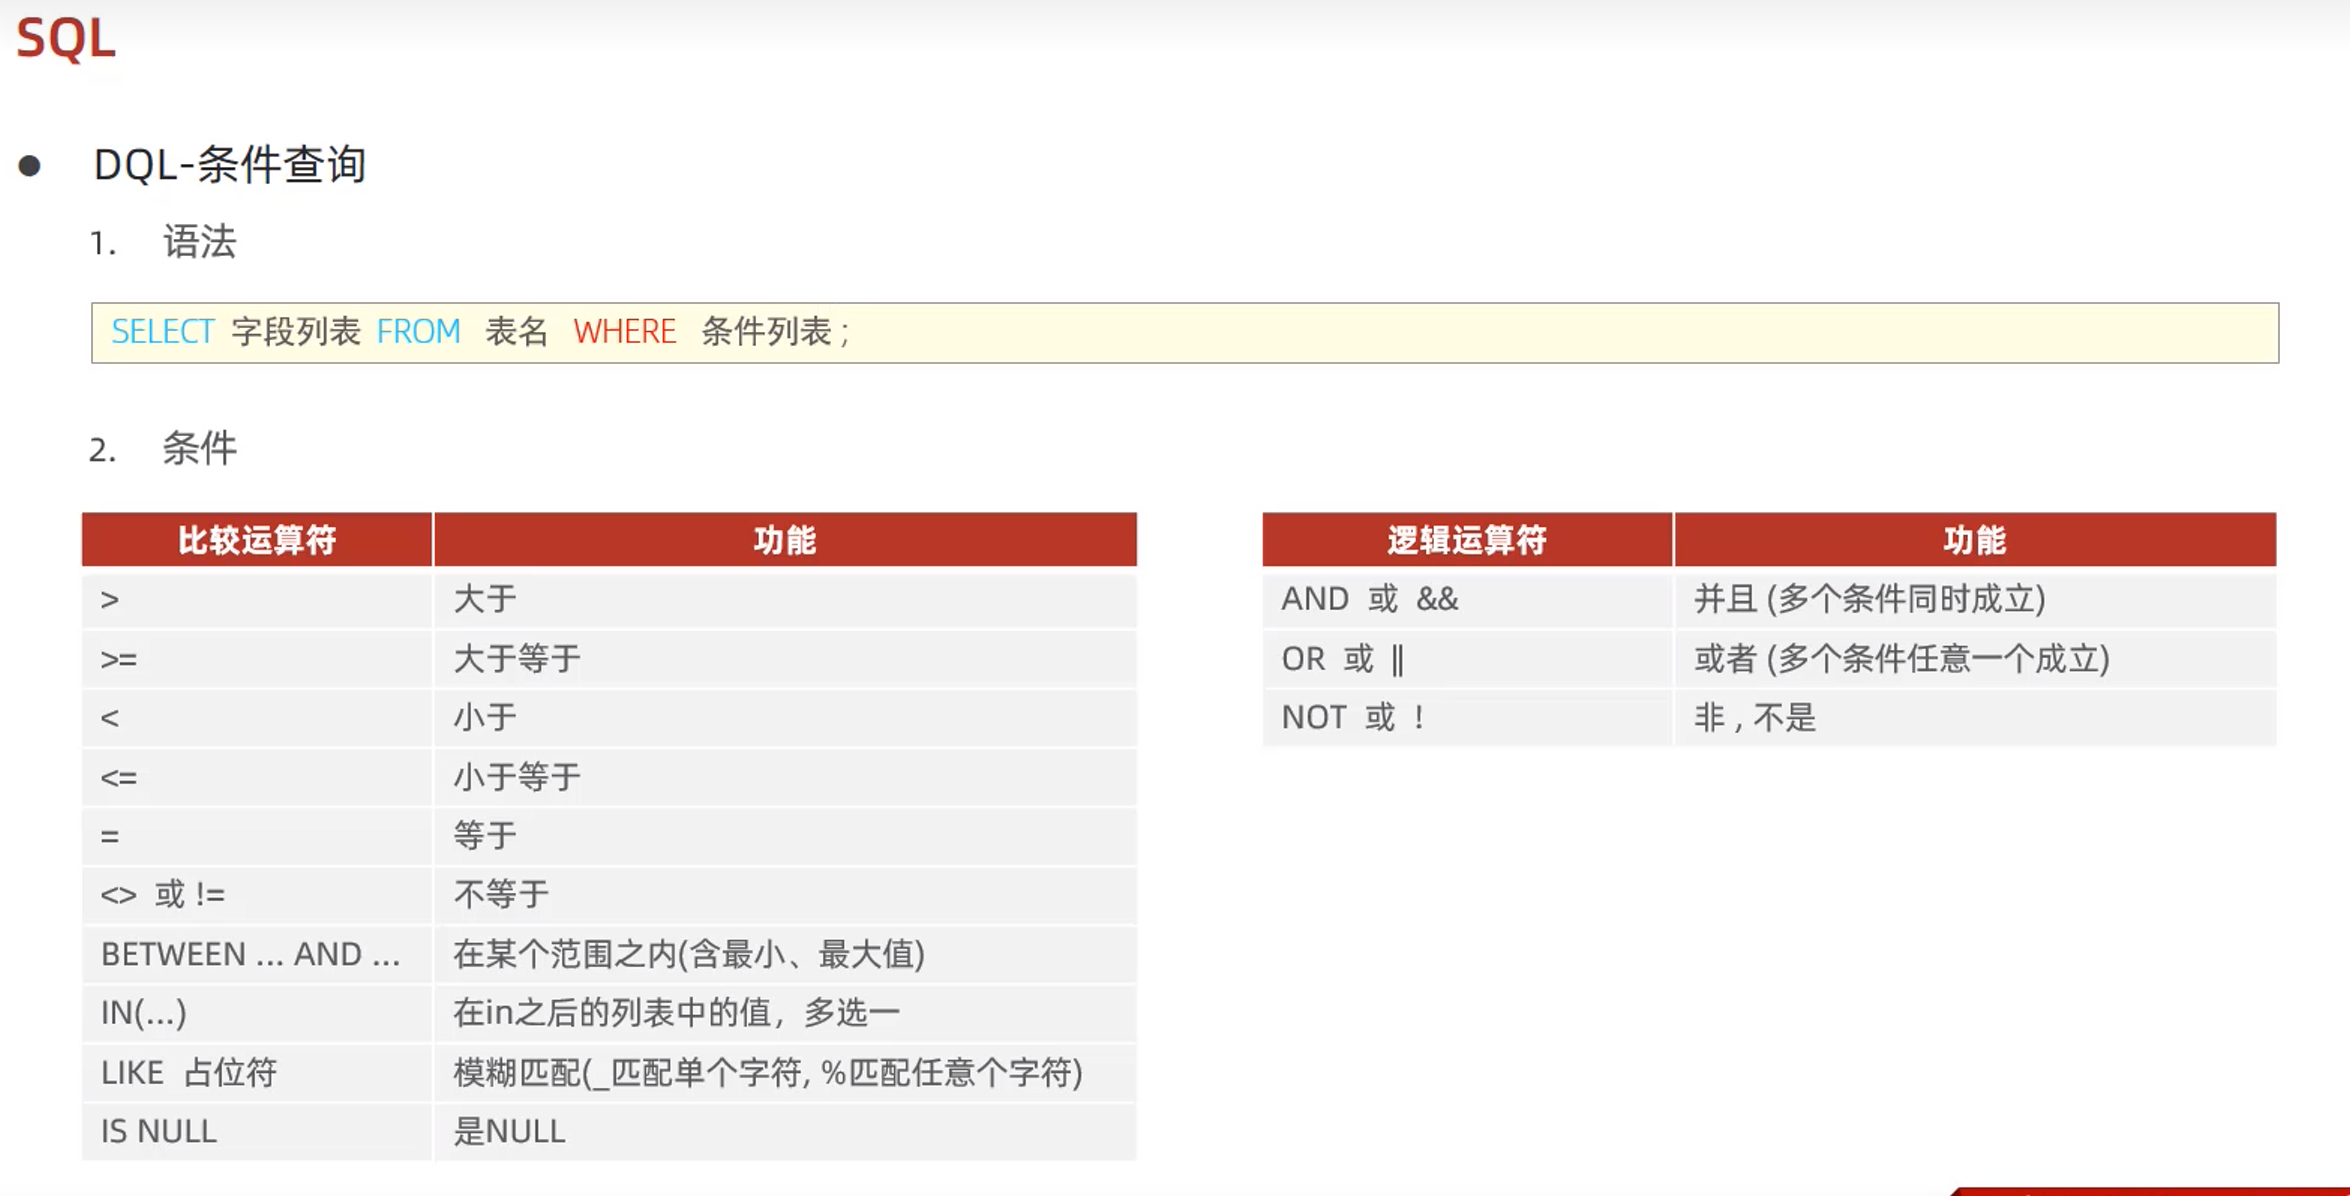 SQL
DQL-条件查询
1. 语法
SELECT 字段列表 FROM 表名 WHERE 条件列表 ;
2. 条件
比较运算符 功能
> 大于
>= 大于等于
< 小于
<= 小于等于
= 等于
<> 或 != 不等于
BETWEEN ... AND ... 在某个范围之内(含最小、最大值)
IN(...) 在in之后的列表中的值，多选一
LIKE 占位符 模糊匹配(_匹配单个字符, %匹配任意个字符)
IS NULL 是NULL
逻辑运算符 功能
AND 或 && 并且 (多个条件同时成立)
OR 或 || 或者 (多个条件任意一个成立)
NOT 或 ! 非 , 不是